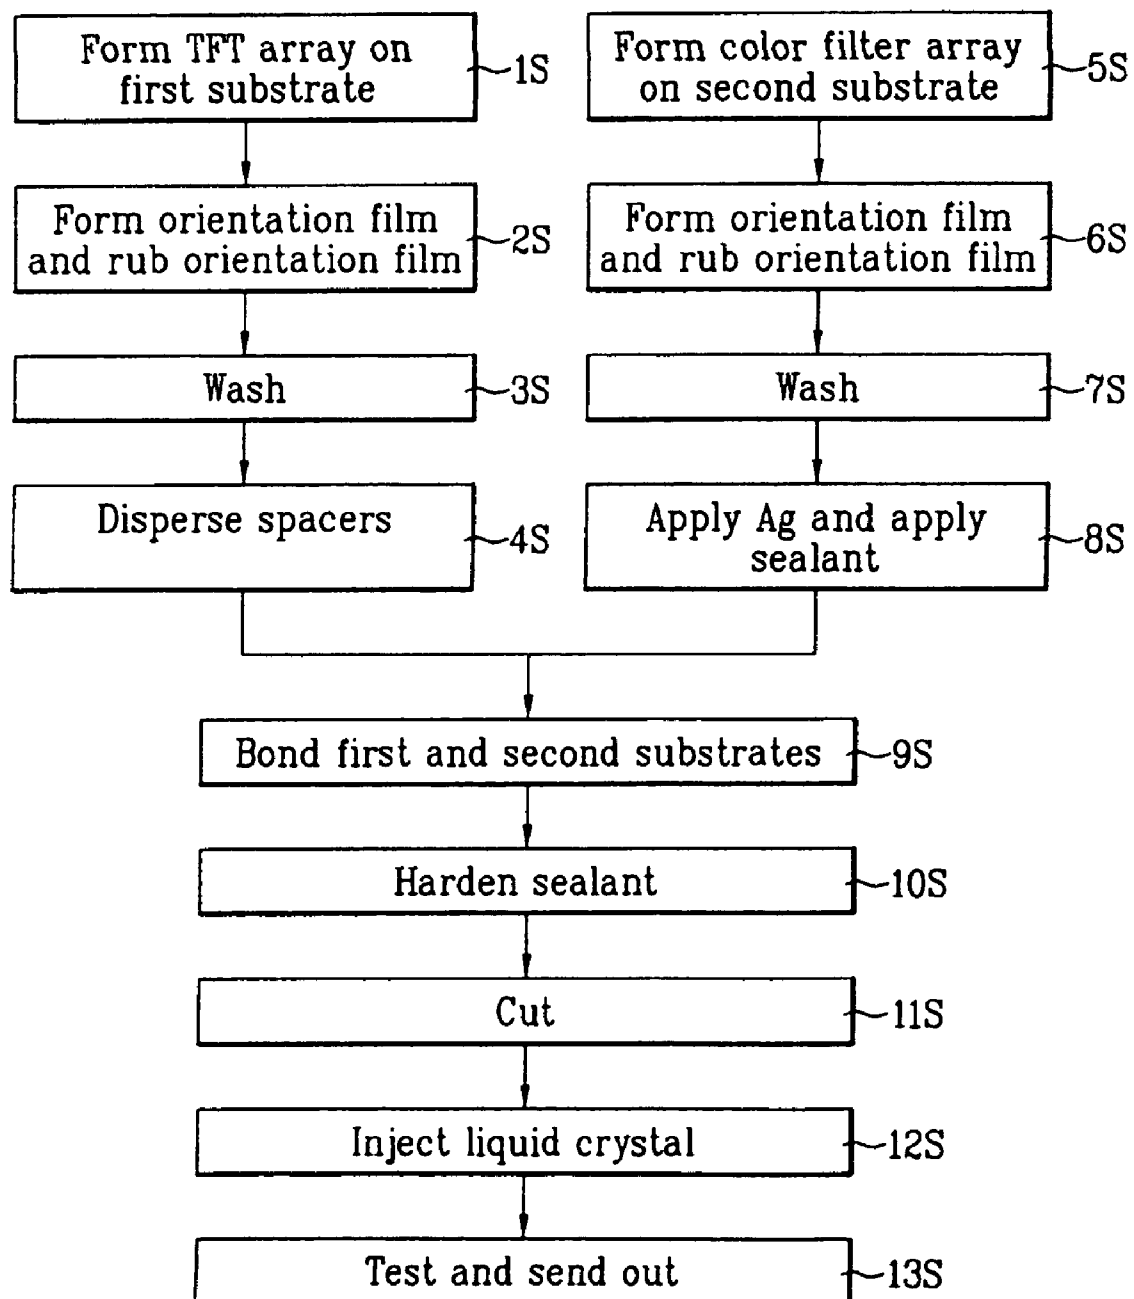 Form TFT array on
first substrate
1S
Form orientation film
and rub orientation film
2S
Wash
3S
Disperse spacers
4S
Form color filter array
on second substrate
5S
Form orientation film
and rub orientation film
6S
Wash
7S
Apply Ag and apply
sealant
8S
Bond first and second substrates
9S
Harden sealant
10S
Cut
11S
Inject liquid crystal
12S
Test and send out
13S